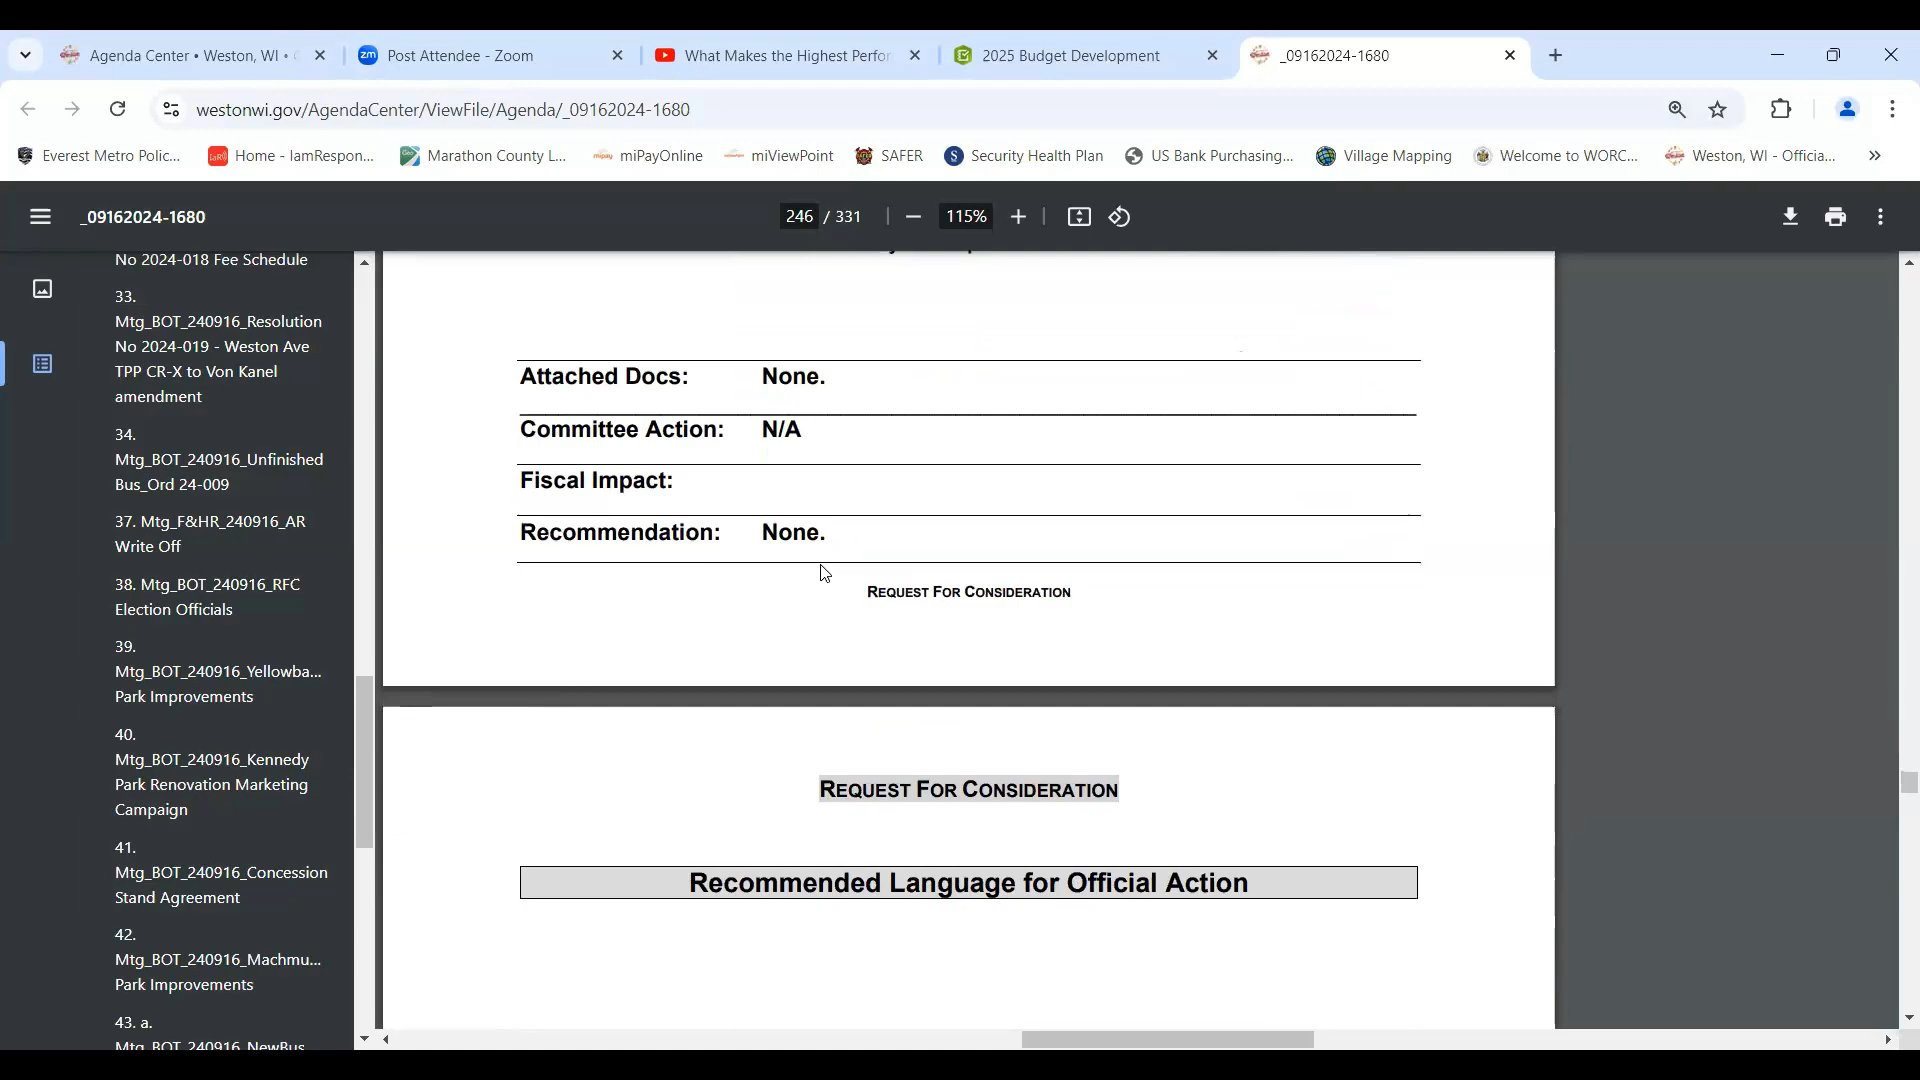 Agenda Center • Weston, WI •
Post Attendee - Zoom
What Makes the Highest Perfor
2025 Budget Development
_09162024-1680
westonwi.gov/AgendaCenter/ViewFile/Agenda/_09162024-1680
Everest Metro Polic...
Home - IamRespon...
Marathon County L...
miPayOnline
miViewPoint
SAFER
Security Health Plan
US Bank Purchasing...
Village Mapping
Welcome to WORC...
Weston, WI - Officia...
_09162024-1680
246 / 331
115%
No 2024-018 Fee Schedule
33.
Mtg_BOT_240916_Resolution
No 2024-019 - Weston Ave
TPP CR-X to Von Kanel
amendment
34.
Mtg_BOT_240916_Unfinished
Bus_Ord 24-009
37. Mtg_F&HR_240916_AR
Write Off
38. Mtg_BOT_240916_RFC
Election Officials
39.
Mtg_BOT_240916_Yellowba...
Park Improvements
40.
Mtg_BOT_240916_Kennedy
Park Renovation Marketing
Campaign
41.
Mtg_BOT_240916_Concession
Stand Agreement
42.
Mtg_BOT_240916_Machmu...
Park Improvements
43. a.
Mtg_BOT_240916_NewBus
Attached Docs: None.
Committee Action: N/A
Fiscal Impact:
Recommendation: None.
REQUEST FOR CONSIDERATION
REQUEST FOR CONSIDERATION
Recommended Language for Official Action